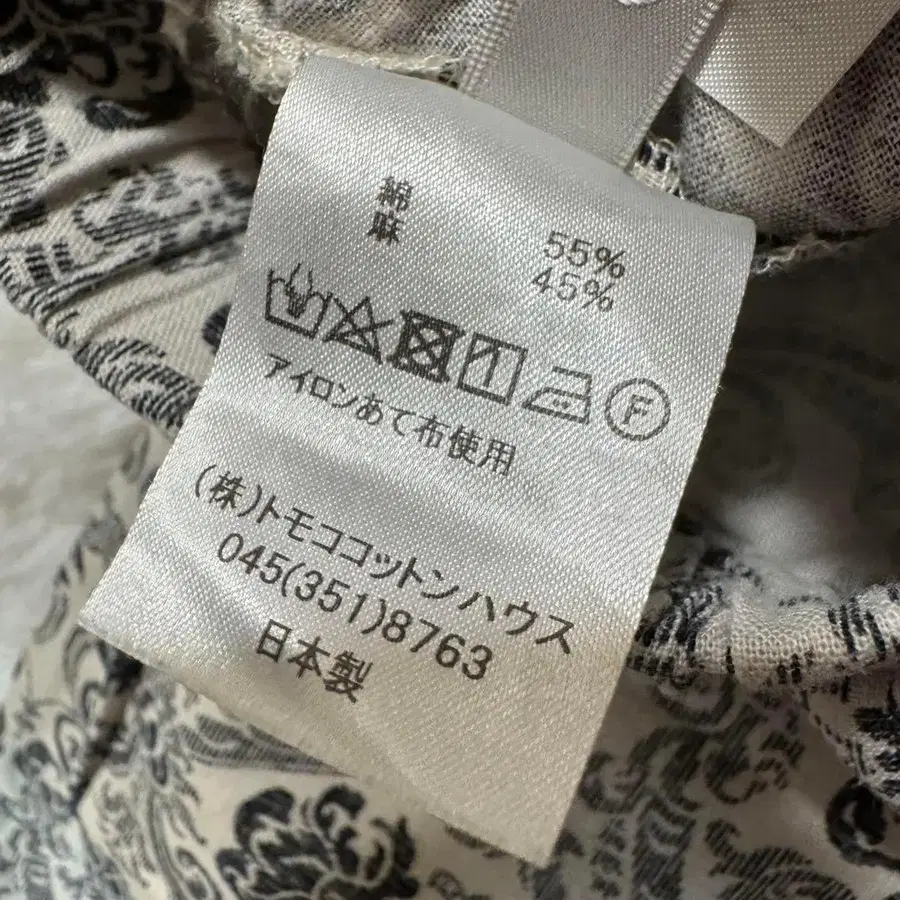 綿 55%
麻 45%
F
アイロンあて布使用
(株)トモココットンハウス
045(351)8763
日本製